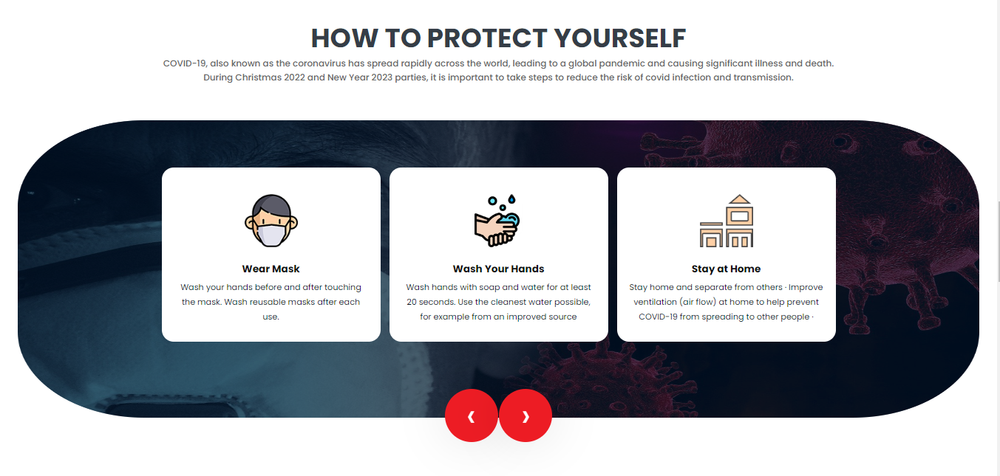 HOW TO PROTECT YOURSELF
COVID-19, also known as the coronavirus has spread rapidly across the world, leading to a global pandemic and causing significant illness and death.
During Christmas 2022 and New Year 2023 parties, it is important to take steps to reduce the risk of covid infection and transmission.
Wear Mask
Wash your hands before and after touching
the mask. Wash reusable masks after each
use.
Wash Your Hands
Wash hands with soap and water for at least
20 seconds. Use the cleanest water possible,
for example from an improved source
Stay at Home
Stay home and separate from others · Improve
ventilation (air flow) at home to help prevent
COVID-19 from spreading to other people ·